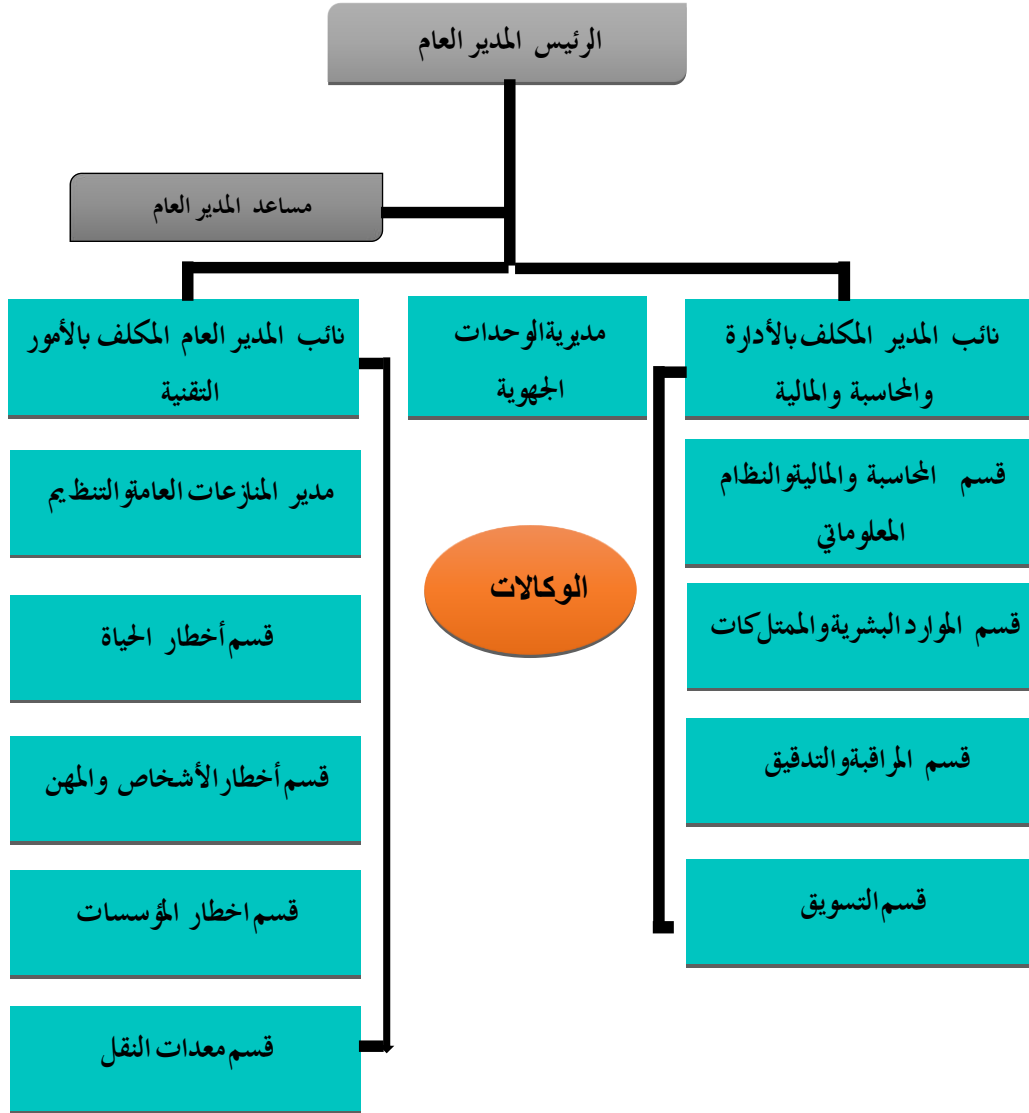 الرئيس المدير العام
مساعد المدير العام
نائب المدير المكلف بالأدارة
والمحاسبة والمالية
مديرية الوحدات
الجهوية
نائب المدير العام المكلف بالأمور
التقنية
قسم المحاسبة والمالية والنظام
المعلوماتي
قسم الموارد البشرية والممتلكات
قسم المراقبة والتدقيق
قسم التسويق
الوكالات
مدير المنازعات العامة والتنظيم
قسم أخطار الحياة
قسم أخطار الأشخاص والمهن
قسم اخطار المؤسسات
قسم معدات النقل